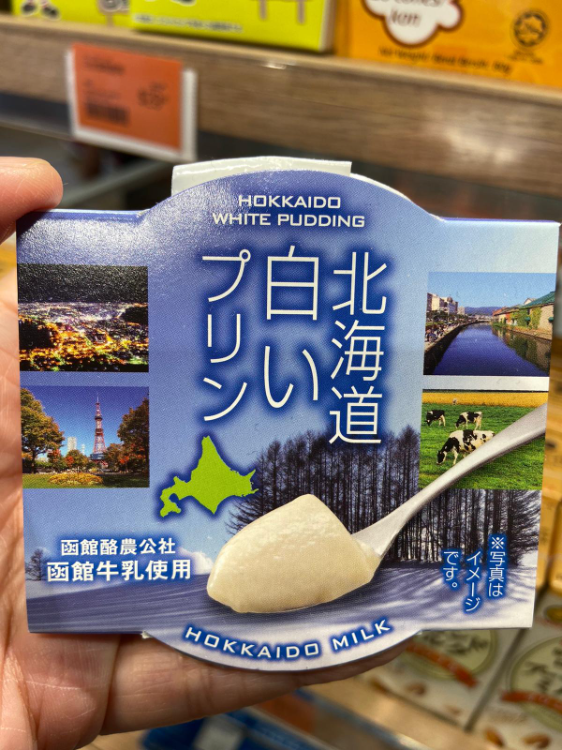 HOKKAIDO
WHITE PUDDING
北海道
白い
プリン
函館酪農公社
函館牛乳使用
※写真は
イメージ
です。
HOKKAIDO MILK